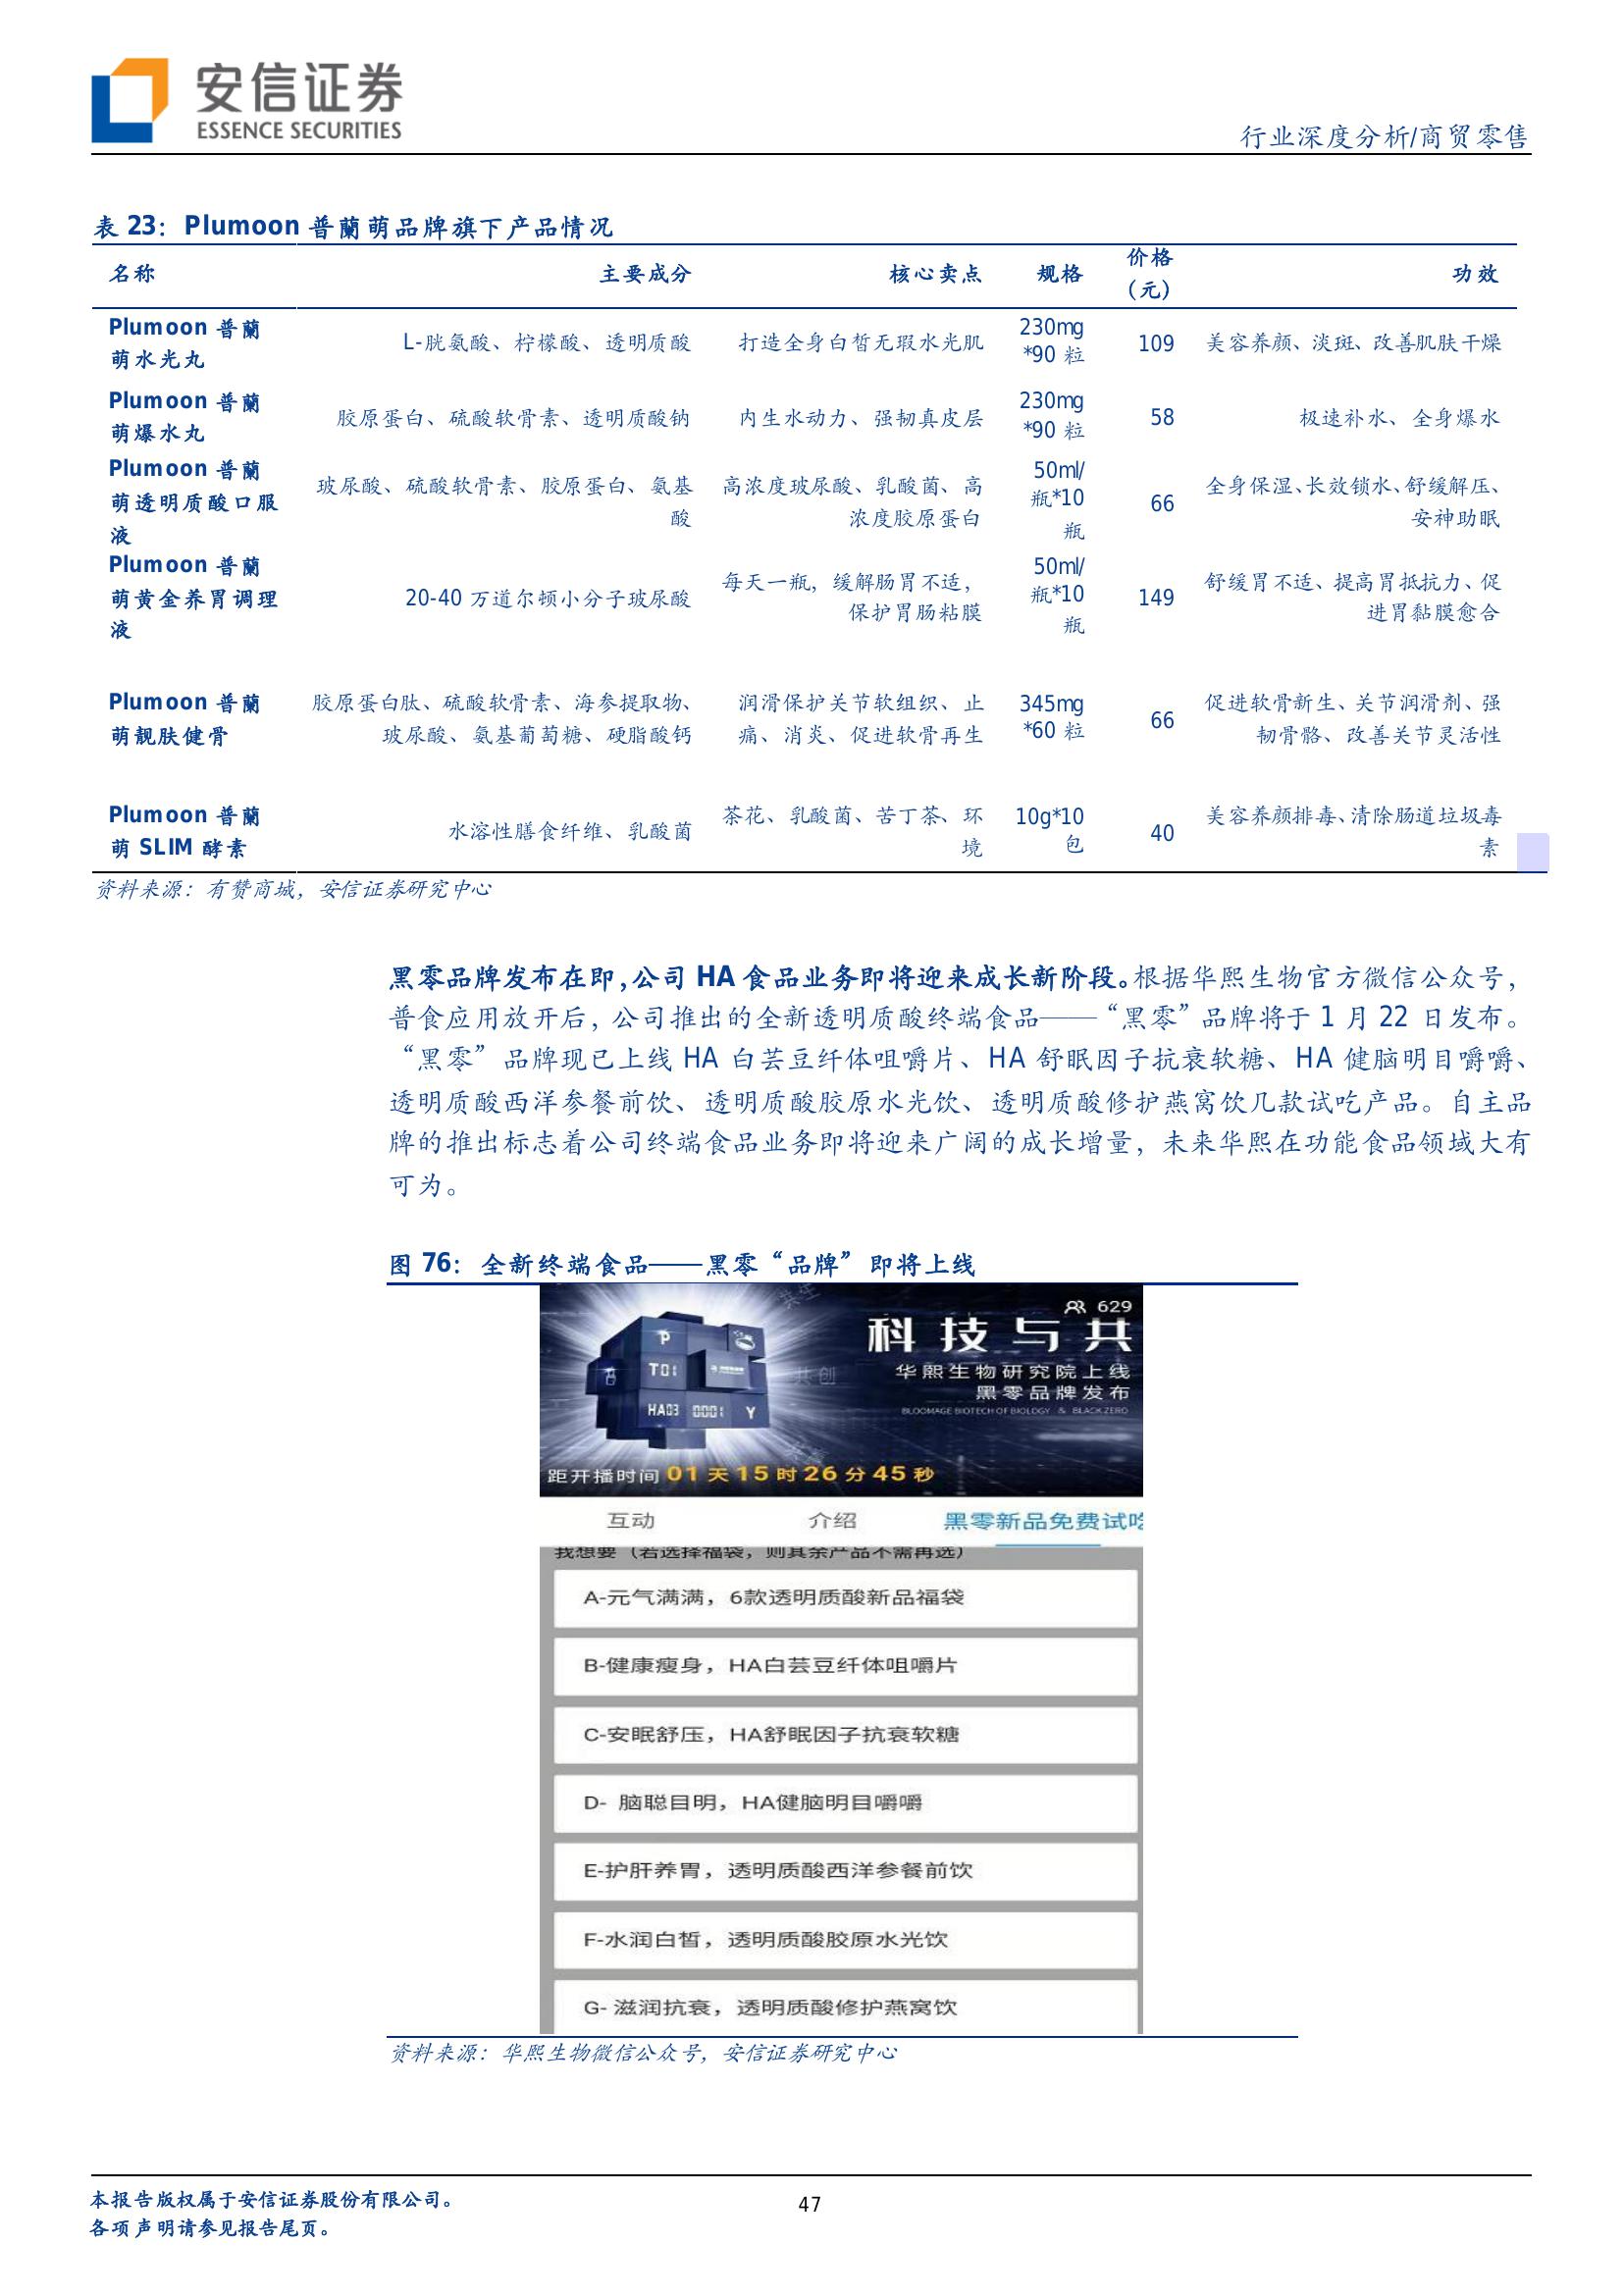 安信证券
ESSENCE SECURITIES
行业深度分析/商贸零售
表 23：Plumoon 普蘭萌品牌旗下产品情况
名称 主要成分 核心卖点 规格 价格（元） 功效
Plumoon 普蘭萌水光丸 L-胱氨酸、柠檬酸、透明质酸 打造全身白皙无瑕水光肌 230mg*90 粒 109 美容养颜、淡斑、改善肌肤干燥
Plumoon 普蘭萌爆水丸 胶原蛋白、硫酸软骨素、透明质酸钠 内生水动力、强韧真皮层 230mg*90 粒 58 极速补水、全身爆水
Plumoon 普蘭萌透明质酸口服液 玻尿酸、硫酸软骨素、胶原蛋白、氨基酸 高浓度玻尿酸、乳酸菌、高浓度胶原蛋白 50ml/瓶*10瓶 66 全身保湿、长效锁水、舒缓解压、安神助眠
Plumoon 普蘭萌黄金养胃调理液 20-40 万道尔顿小分子玻尿酸 每天一瓶，缓解肠胃不适，保护胃肠粘膜 50ml/瓶*10瓶 149 舒缓胃不适、提高胃抵抗力、促进胃黏膜愈合
Plumoon 普蘭萌靓肤健骨 胶原蛋白肽、硫酸软骨素、海参提取物、玻尿酸、氨基葡萄糖、硬脂酸钙 润滑保护关节软组织、止痛、消炎、促进软骨再生 345mg*60 粒 66 促进软骨新生、关节润滑剂、强韧骨骼、改善关节灵活性
Plumoon 普蘭萌 SLIM 酵素 水溶性膳食纤维、乳酸菌 茶花、乳酸菌、苦丁茶、环境 10g*10包 40 美容养颜排毒、清除肠道垃圾毒素
资料来源：有赞商城，安信证券研究中心
黑零品牌发布在即，公司 HA 食品业务即将迎来成长新阶段。根据华熙生物官方微信公众号，
普食应用放开后，公司推出的全新透明质酸终端食品——“黑零”品牌将于 1 月 22 日发布。
“黑零”品牌现已上线 HA 白芸豆纤体咀嚼片、HA 舒眠因子抗衰软糖、HA 健脑明目嚼嚼、
透明质酸西洋参餐前饮、透明质酸胶原水光饮、透明质酸修护燕窝饮几款试吃产品。自主品
牌的推出标志着公司终端食品业务即将迎来广阔的成长增量，未来华熙在功能食品领域大有
可为。
图 76：全新终端食品——黑零“品牌”即将上线
共生
629
科技与共
P
T01
共创
华熙生物研究院上线
黑零品牌发布
HA03 0001 Y
BLOOMAGE BIOTECH OF BIOLOGY & BLACK ZERO
距开播时间 01 天 15 时 26 分 45 秒
互动 介绍 黑零新品免费试吃
我想要（若选择福袋，则其余产品不需再选）
A-元气满满，6款透明质酸新品福袋
B-健康瘦身，HA白芸豆纤体咀嚼片
C-安眠舒压，HA舒眠因子抗衰软糖
D- 脑聪目明，HA健脑明目嚼嚼
E-护肝养胃，透明质酸西洋参餐前饮
F-水润白皙，透明质酸胶原水光饮
G- 滋润抗衰，透明质酸修护燕窝饮
资料来源：华熙生物微信公众号，安信证券研究中心
本报告版权属于安信证券股份有限公司。
47
各项声明请参见报告尾页。